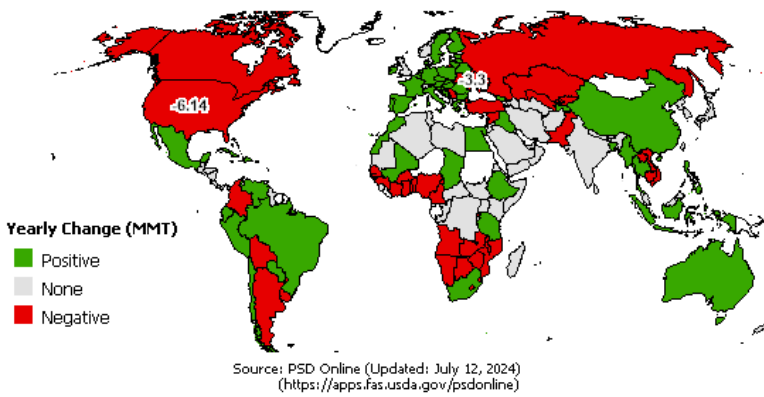 -6.14
-3.3
Yearly Change (MMT)
Positive
None
Negative
Source: PSD Online (Updated: July 12, 2024)
(https://apps.fas.usda.gov/psdonline)